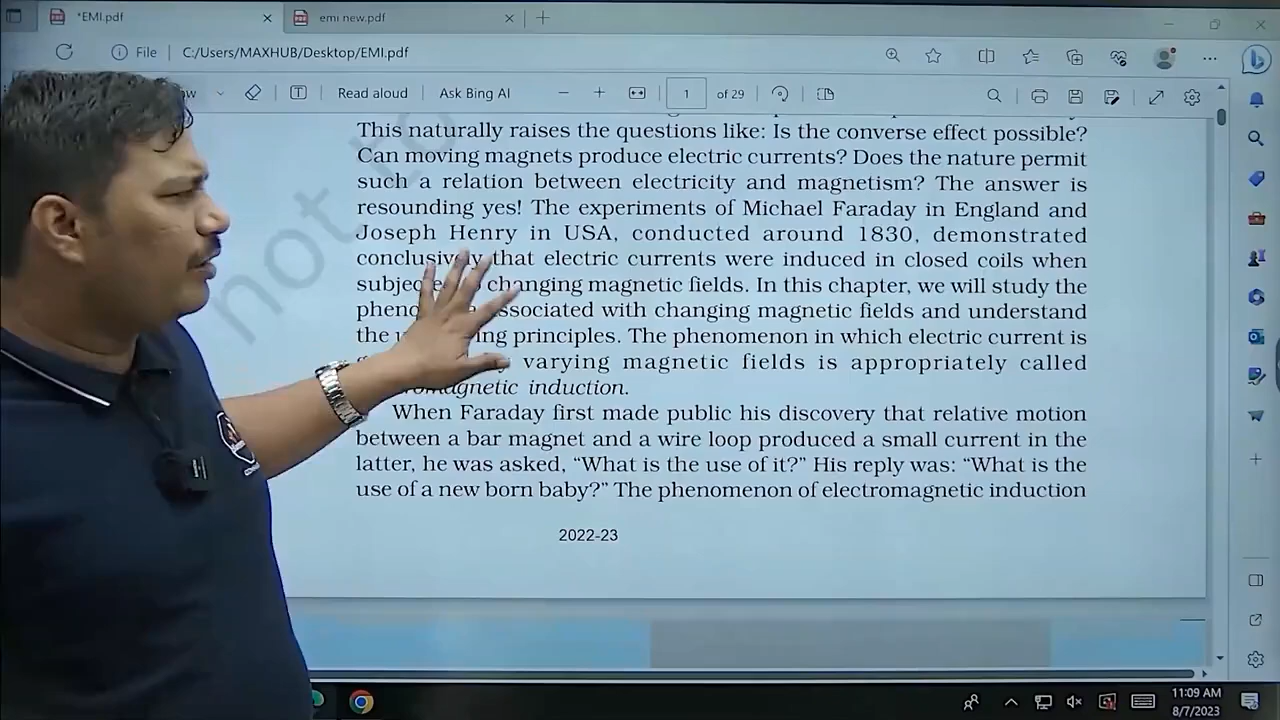 *EMI.pdf
emi new.pdf
File
C:/Users/MAXHUB/Desktop/EMI.pdf
Read aloud
Ask Bing AI
1
of 29
This naturally raises the questions like: Is the converse effect possible?
Can moving magnets produce electric currents? Does the nature permit
such a relation between electricity and magnetism? The answer is
resounding yes! The experiments of Michael Faraday in England and
Joseph Henry in USA, conducted around 1830, demonstrated
conclusively that electric currents were induced in closed coils when
changing magnetic fields. In this chapter, we will study the
associated with changing magnetic fields and understand
the principles. The phenomenon in which electric current is
varying magnetic fields is appropriately called
induction.
When Faraday first made public his discovery that relative motion
between a bar magnet and a wire loop produced a small current in the
latter, he was asked, “What is the use of it?” His reply was: “What is the
use of a new born baby?” The phenomenon of electromagnetic induction
2022-23
not to
11:09 AM
8/7/2023